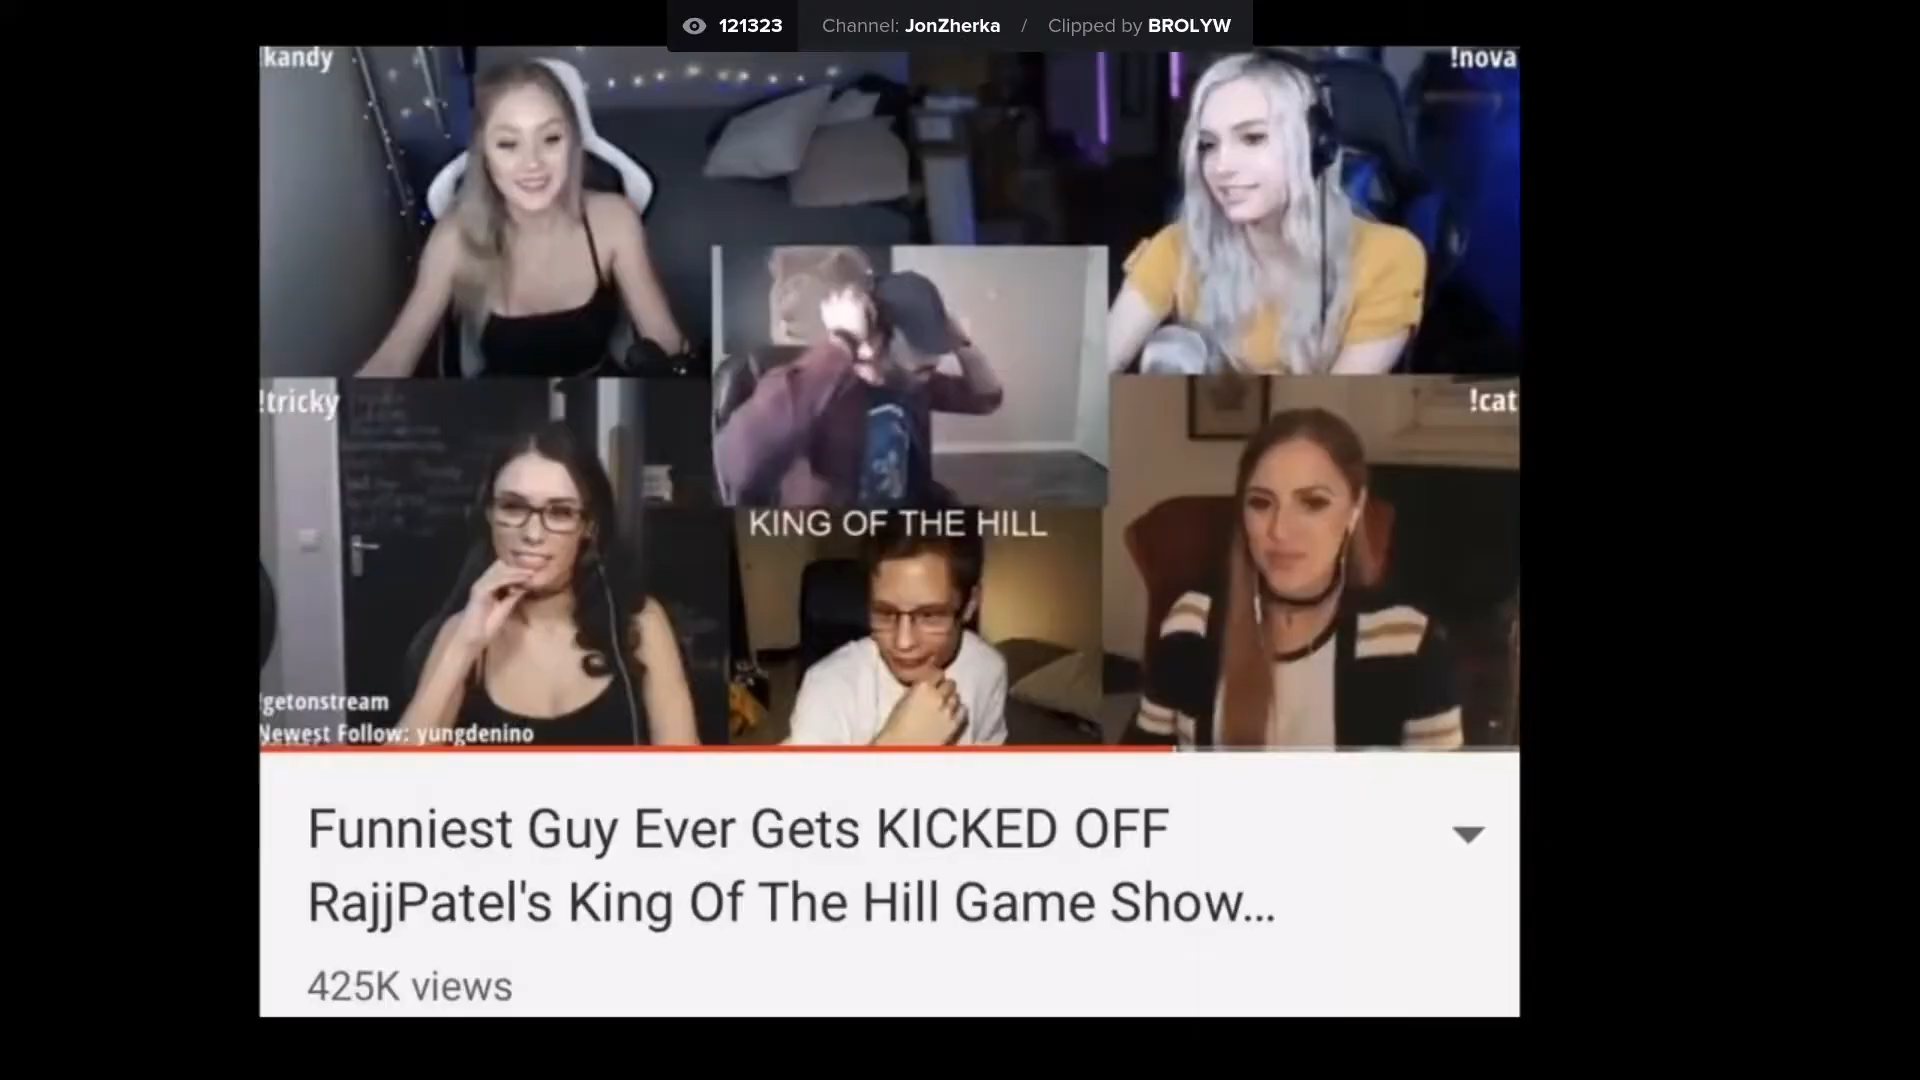 121323 Channel: JonZherka / Clipped by BROLYW
!kandy
!nova
!tricky
!cat
KING OF THE HILL
!getonstream
Newest Follow: yungdenino
Funniest Guy Ever Gets KICKED OFF
RajjPatel's King Of The Hill Game Show...
425K views